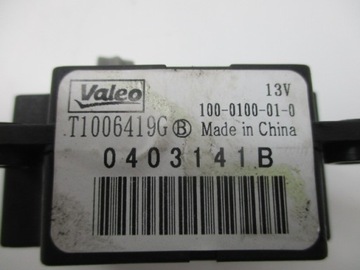 Valeo
13V
100-0100-01-0
T1006419G Ⓑ Made in China
0403141B